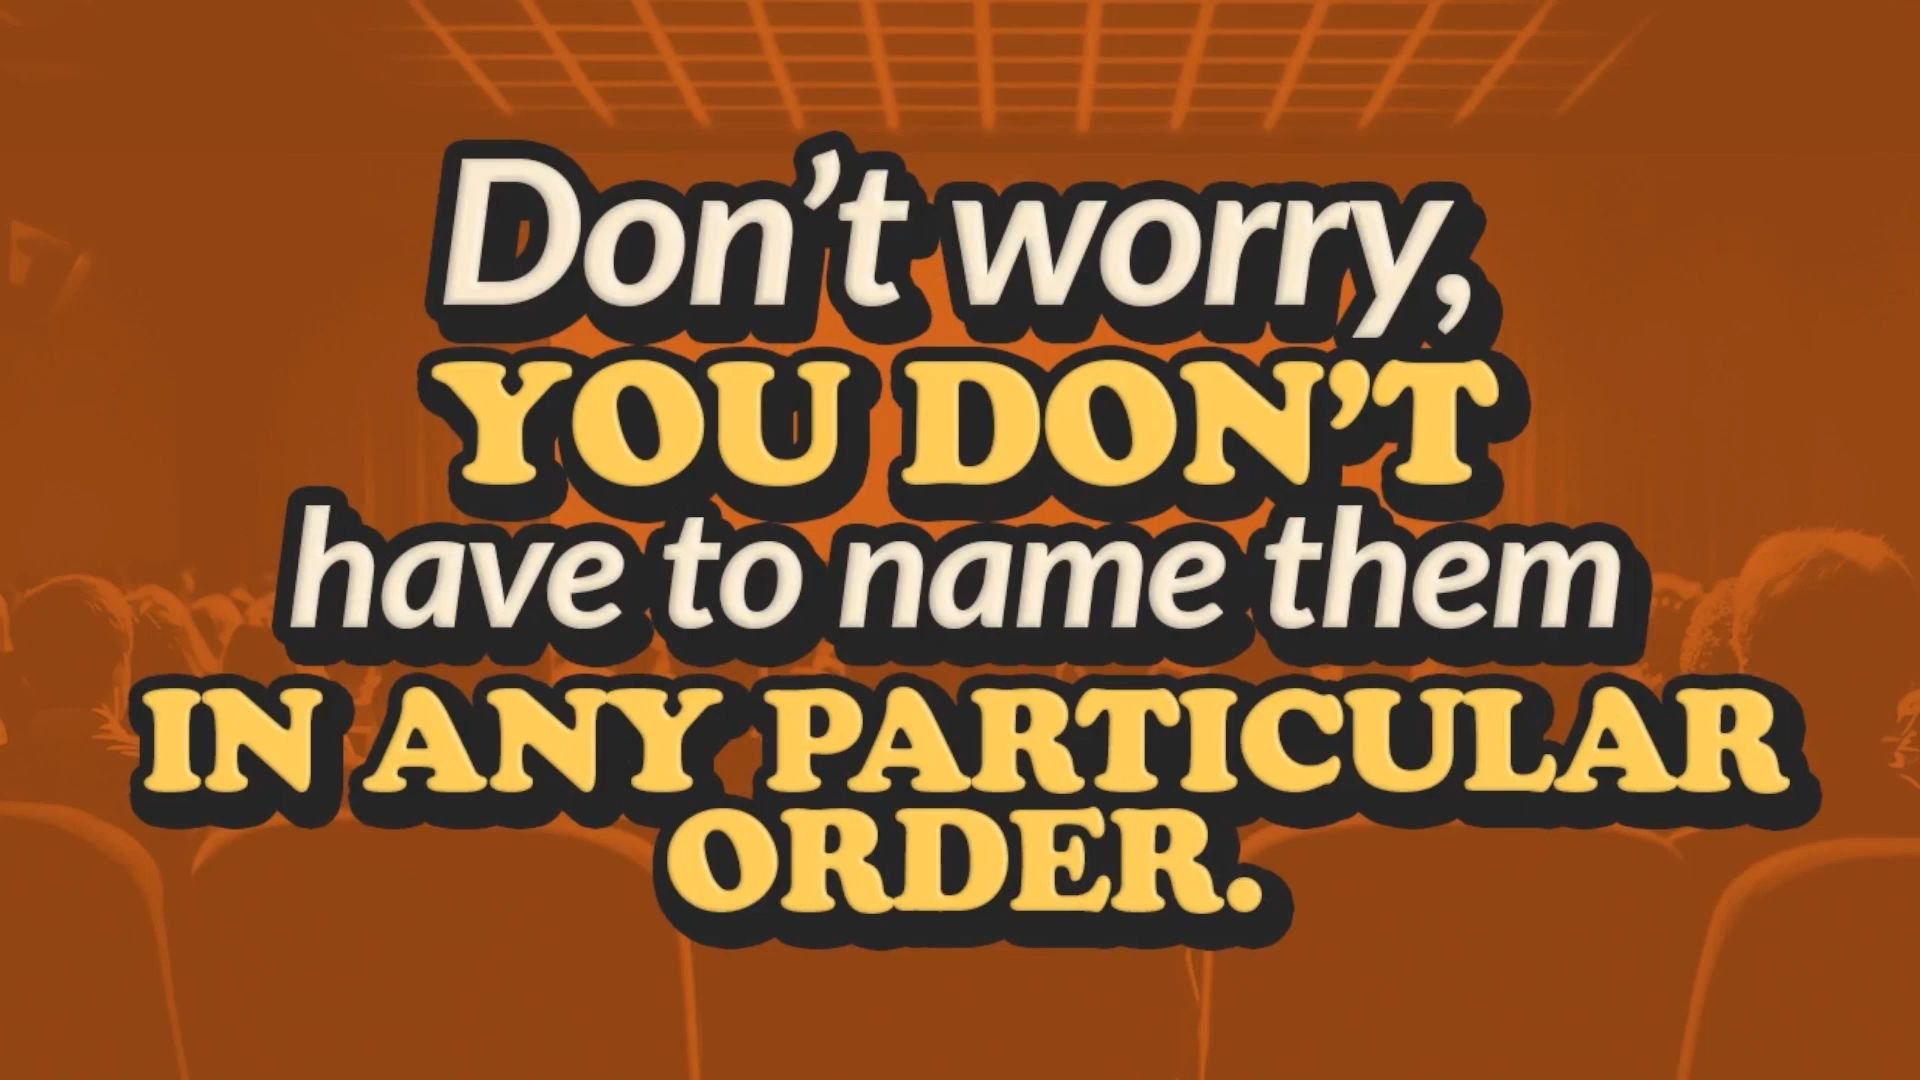 Don't worry,
YOU DON'T
have to name them
IN ANY PARTICULAR
ORDER.